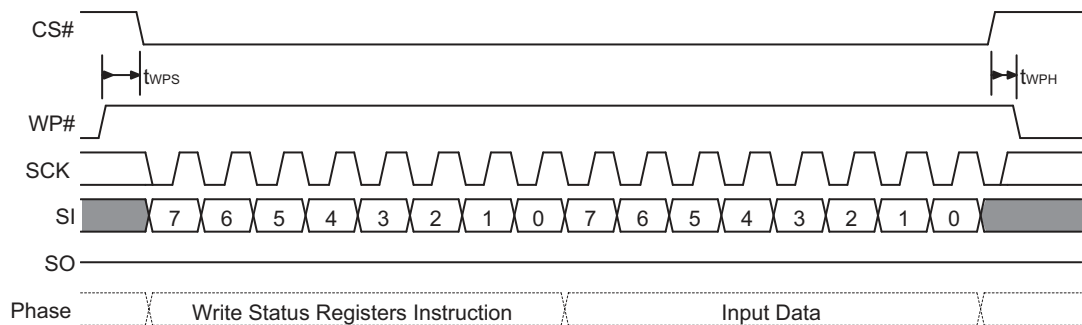 CS#
tWPS
tWPH
WP#
SCK
SI 7 6 5 4 3 2 1 0 7 6 5 4 3 2 1 0
SO
Phase Write Status Registers Instruction Input Data